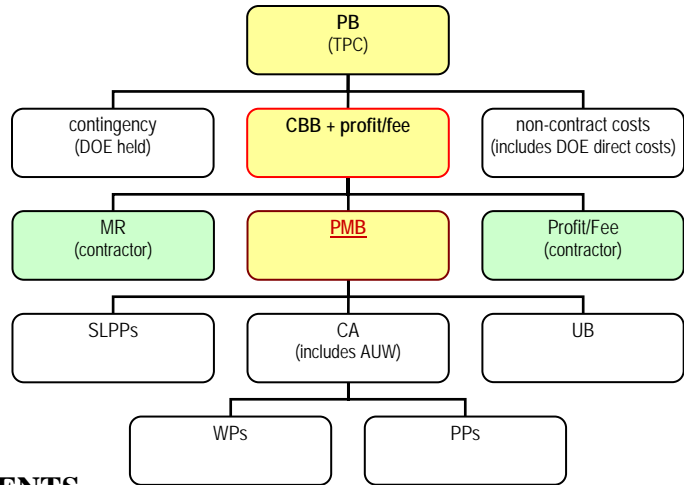 PB
(TPC)
contingency
(DOE held)
CBB + profit/fee
non-contract costs
(includes DOE direct costs)
MR
(contractor)
PMB
Profit/Fee
(contractor)
SLPPs
CA
(includes AUW)
UB
WPs
PPs